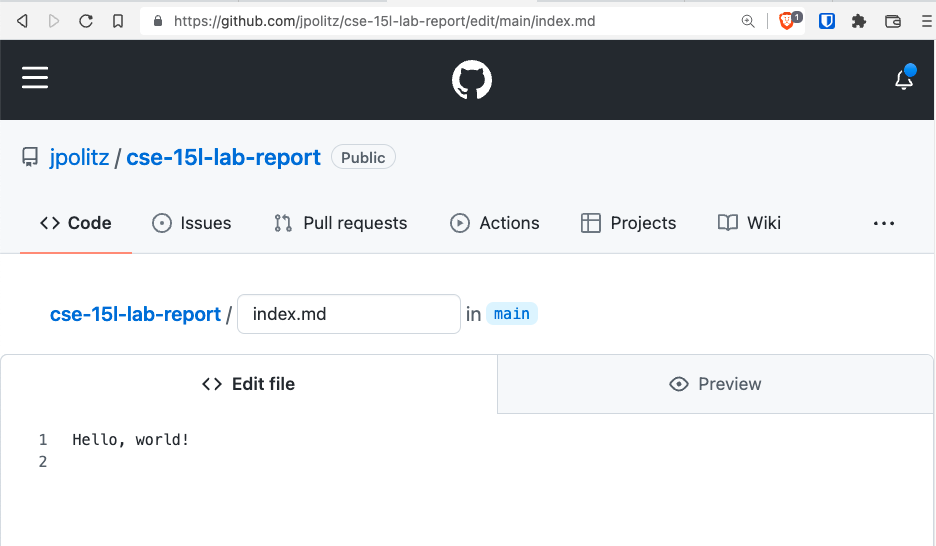 https://github.com/jpolitz/cse-15l-lab-report/edit/main/index.md 1
jpolitz / cse-15l-lab-report Public
Code Issues Pull requests Actions Projects Wiki ...
cse-15l-lab-report / index.md in main
Edit file Preview
1 Hello, world!
2